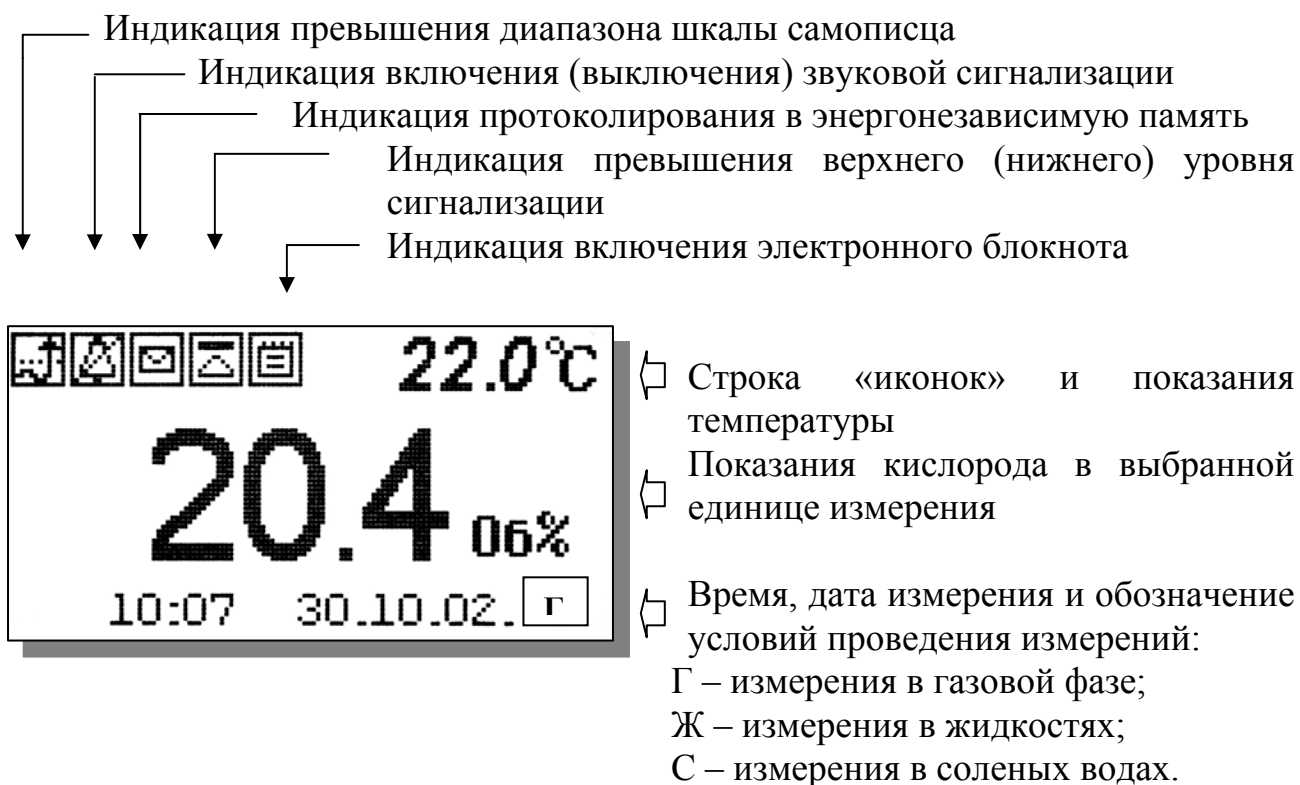 Индикация превышения диапазона шкалы самописца
Индикация включения (выключения) звуковой сигнализации
Индикация протоколирования в энергонезависимую память
Индикация превышения верхнего (нижнего) уровня
сигнализации
Индикация включения электронного блокнота
22.0°C
Строка «иконок» и показания
температуры
20.4 Об%
Показания кислорода в выбранной
единице измерения
10:07 30.10.02. Г
Время, дата измерения и обозначение
условий проведения измерений:
Г – измерения в газовой фазе;
Ж – измерения в жидкостях;
С – измерения в соленых водах.